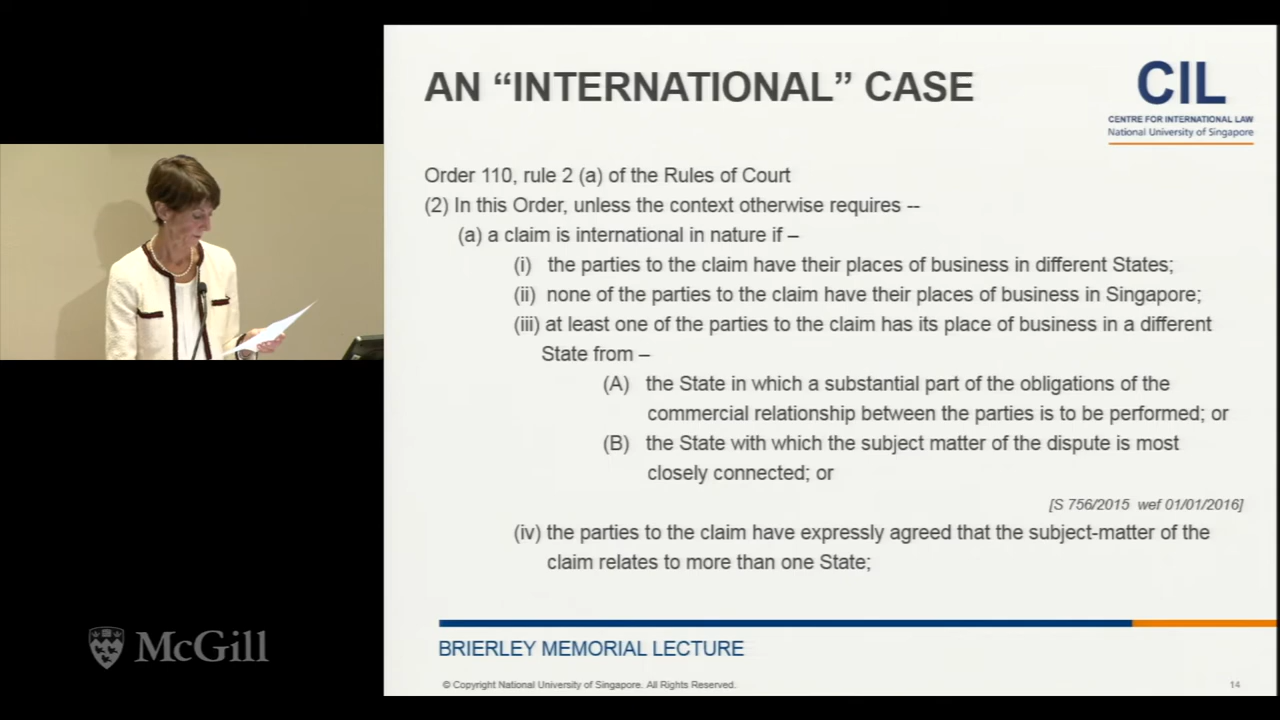 AN “INTERNATIONAL” CASE
CIL
CENTRE FOR INTERNATIONAL LAW
National University of Singapore
Order 110, rule 2 (a) of the Rules of Court
(2) In this Order, unless the context otherwise requires --
(a) a claim is international in nature if –
(i) the parties to the claim have their places of business in different States;
(ii) none of the parties to the claim have their places of business in Singapore;
(iii) at least one of the parties to the claim has its place of business in a different
State from –
(A) the State in which a substantial part of the obligations of the
commercial relationship between the parties is to be performed; or
(B) the State with which the subject matter of the dispute is most
closely connected; or
[S 756/2015 wef 01/01/2016]
(iv) the parties to the claim have expressly agreed that the subject-matter of the
claim relates to more than one State;
McGill
BRIERLEY MEMORIAL LECTURE
© Copyright National University of Singapore. All Rights Reserved.
14